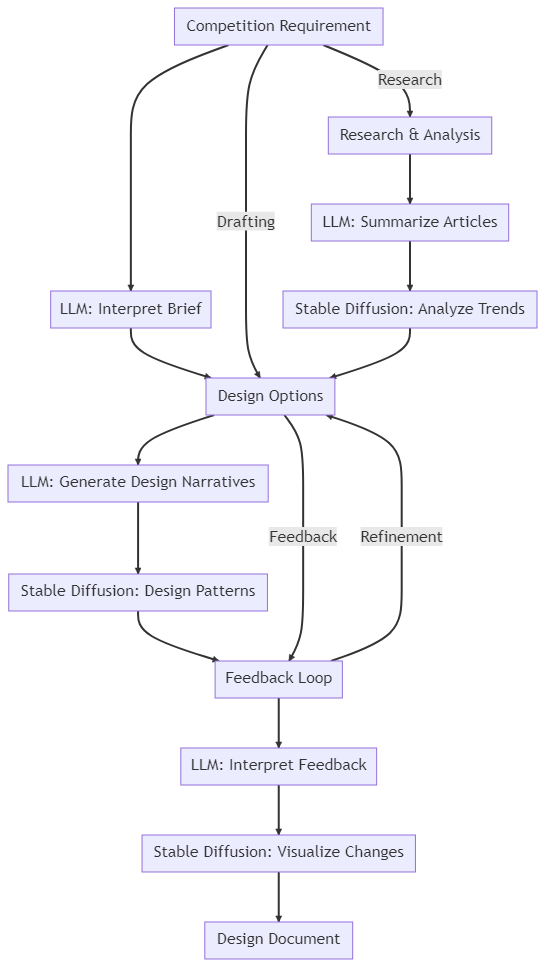 Competition Requirement
Research
Research & Analysis
Drafting
LLM: Summarize Articles
LLM: Interpret Brief
Stable Diffusion: Analyze Trends
Design Options
LLM: Generate Design Narratives
Feedback
Refinement
Stable Diffusion: Design Patterns
Feedback Loop
LLM: Interpret Feedback
Stable Diffusion: Visualize Changes
Design Document